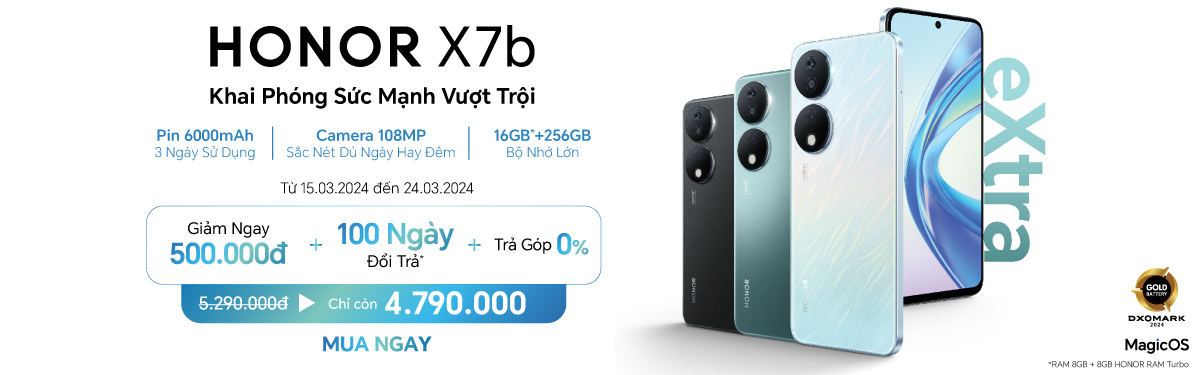 HONOR X7b
Khai Phóng Sức Mạnh Vượt Trội
Pin 6000mAh
3 Ngày Sử Dụng
Camera 108MP
Sắc Nét Dù Ngày Hay Đêm
16GB*+256GB
Bộ Nhớ Lớn
Từ 15.03.2024 đến 24.03.2024
Giảm Ngay
500.000đ
+
100 Ngày
Đổi Trả*
+
Trả Góp 0%
5.290.000đ ▶ Chỉ còn 4.790.000
MUA NGAY
HONOR
HONOR
HONOR
eXtra
GOLD
BATTERY
DXOMARK
2024
MagicOS
*RAM 8GB + 8GB HONOR RAM Turbo